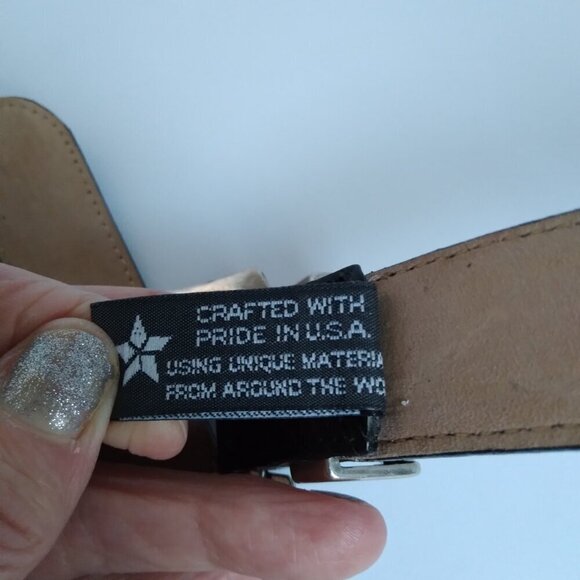 CRAFTED WITH
PRIDE IN U.S.A.
USING UNIQUE MATERIA
FROM AROUND THE WO